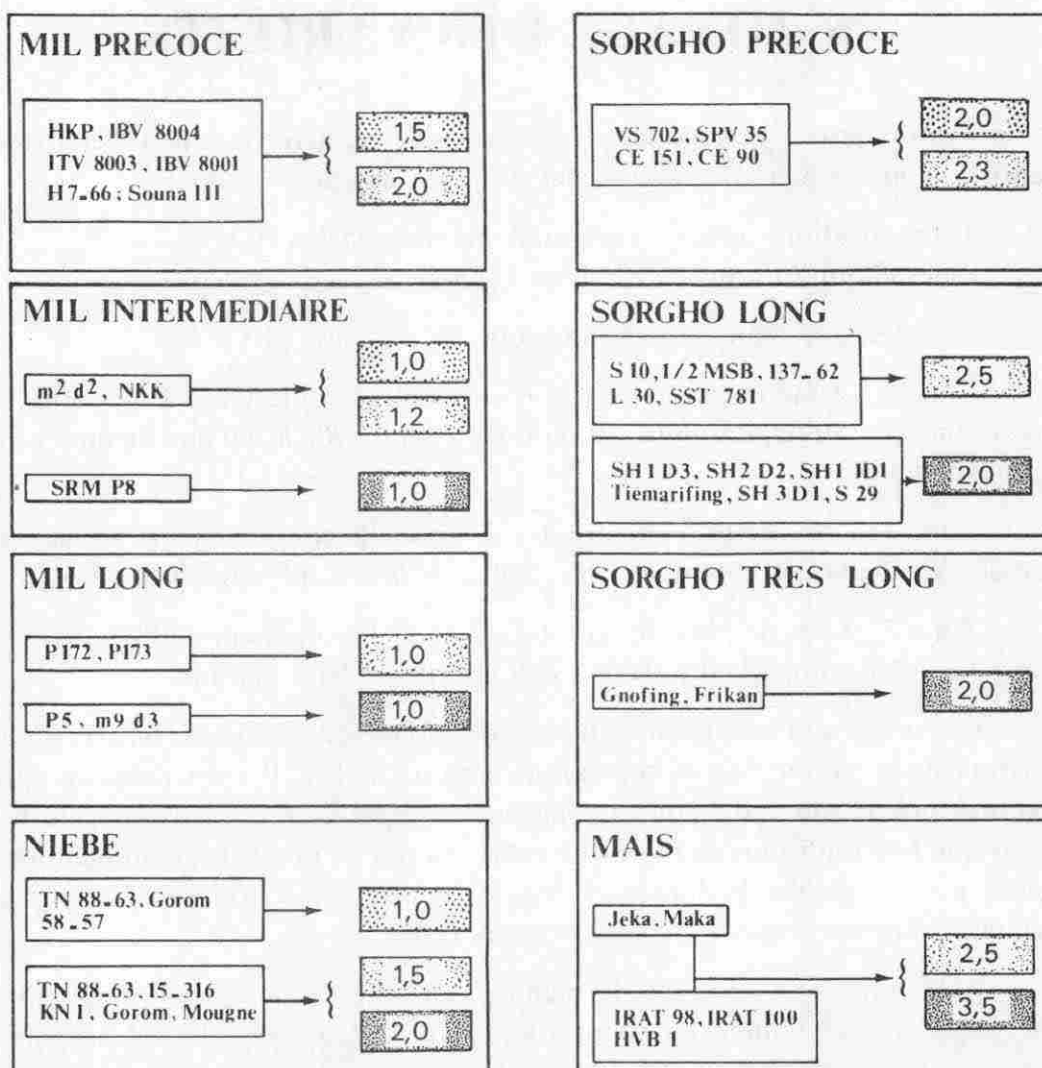 MIL PRECOCE
HKP, IBV 8004
ITV 8003, IBV 8001
H 7-66; Souna III
1,5
2,0
SORGHO PRECOCE
VS 702, SPV 35
CE 151, CE 90
2,0
2,3
MIL INTERMEDIAIRE
m2 d2, NKK
1,0
1,2
SRM P8
1,0
SORGHO LONG
S 10, 1/2 MSB, 137-62
L 30, SST 781
2,5
SH 1 D3, SH2 D2, SH1 1D1
Tiemarifing, SH 3 D1, S 29
2,0
MIL LONG
P172, P173
1,0
P5, m9 d3
1,0
SORGHO TRES LONG
Gnofing, Frikan
2,0
NIEBE
TN 88-63, Gorom
58-57
1,0
TN 88-63, 15-316
KN 1, Gorom, Mougne
1,5
2,0
MAIS
Jeka, Maka
IRAT 98, IRAT 100
HVB 1
2,5
3,5